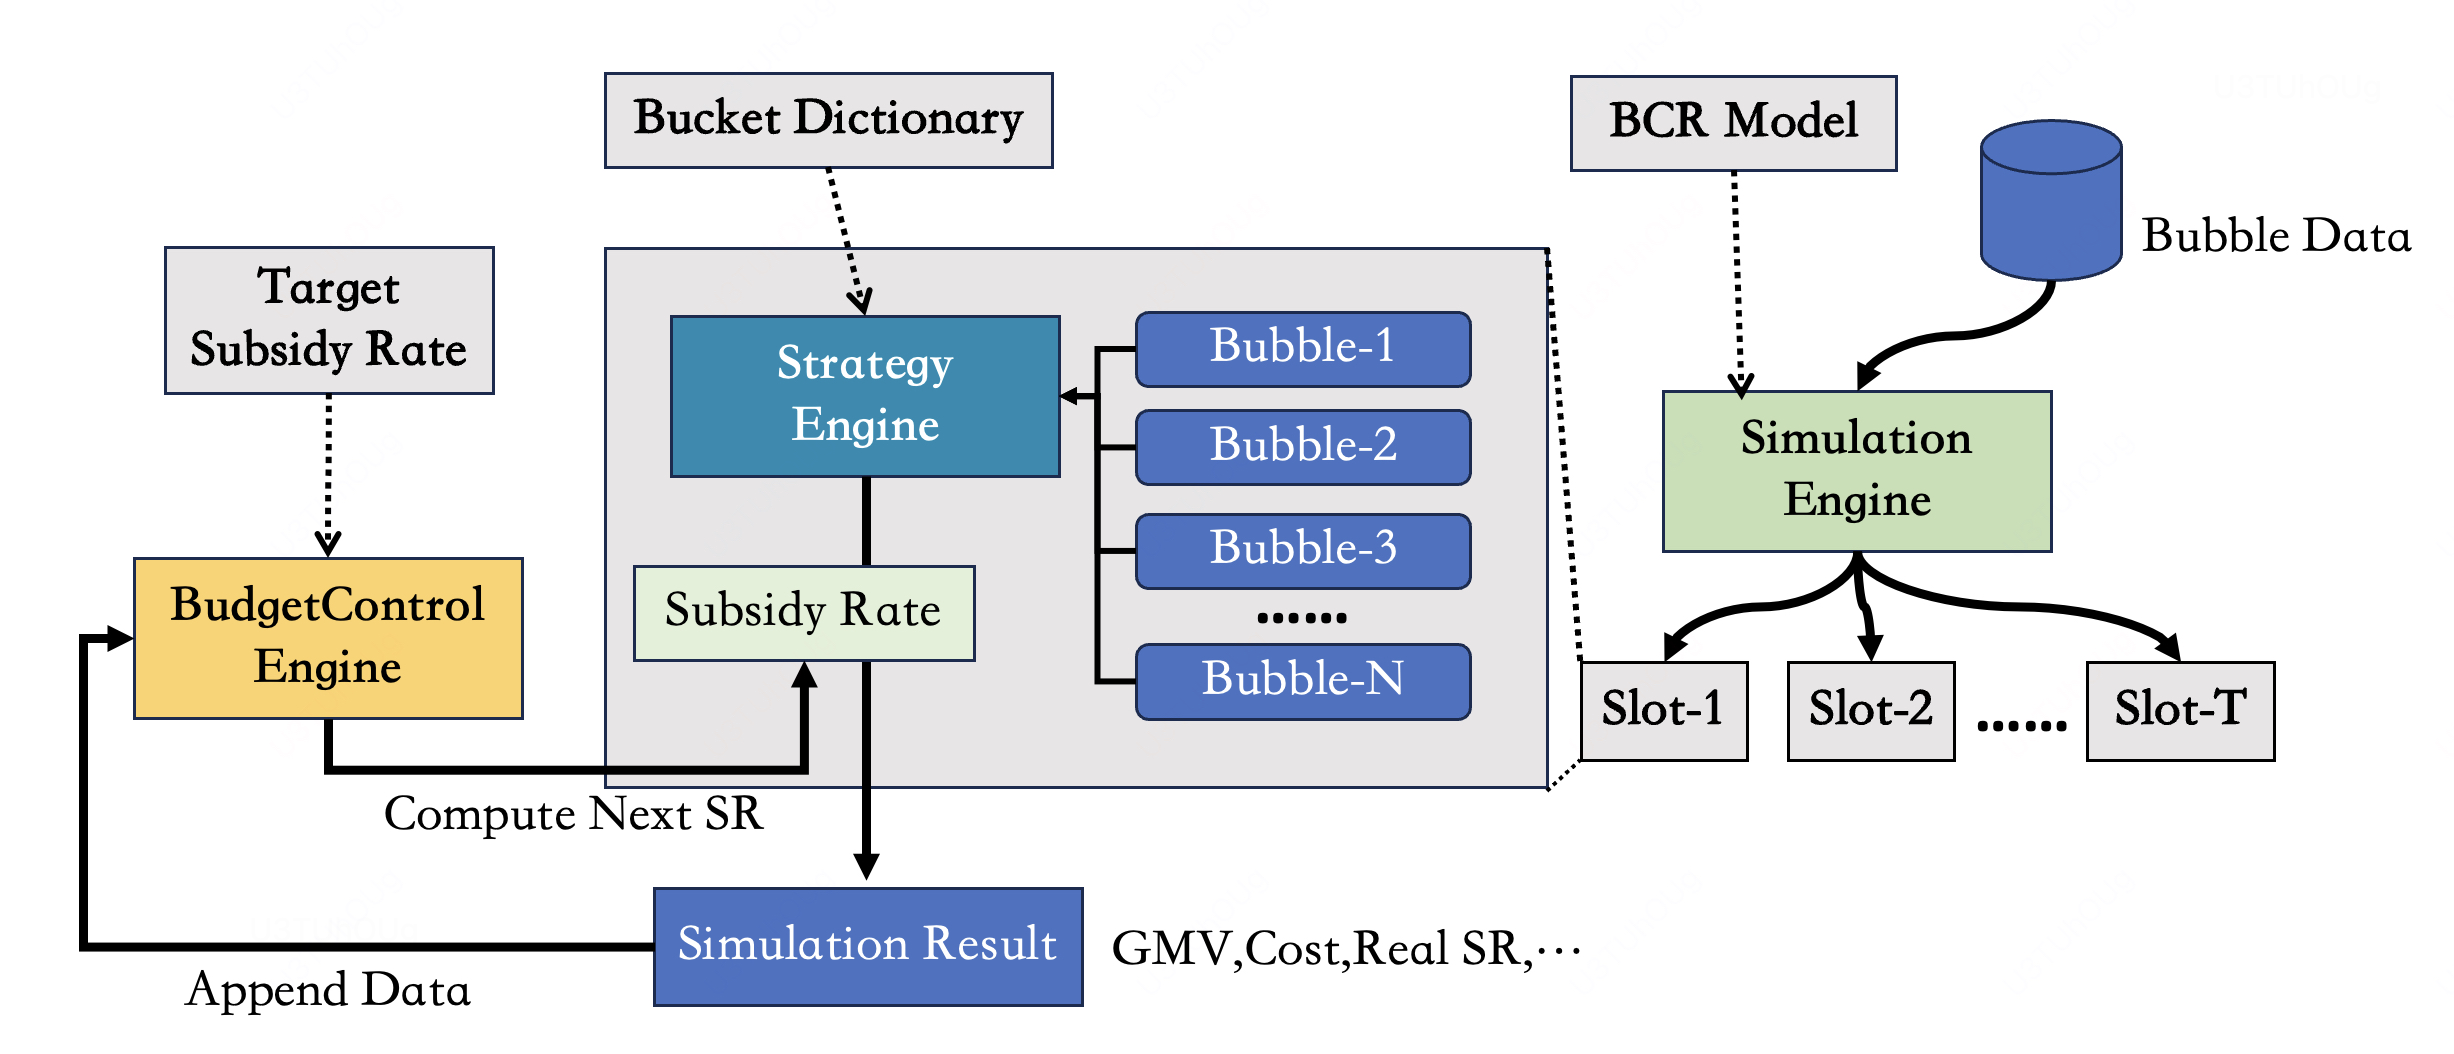 Bucket Dictionary
BCR Model
Bubble Data
Target
Subsidy Rate
Strategy
Engine
Bubble-1
Bubble-2
Bubble-3
......
Bubble-N
Simulation
Engine
BudgetControl
Engine
Subsidy Rate
Slot-1
Slot-2
......
Slot-T
Compute Next SR
Simulation Result
GMV,Cost,Real SR,···
Append Data